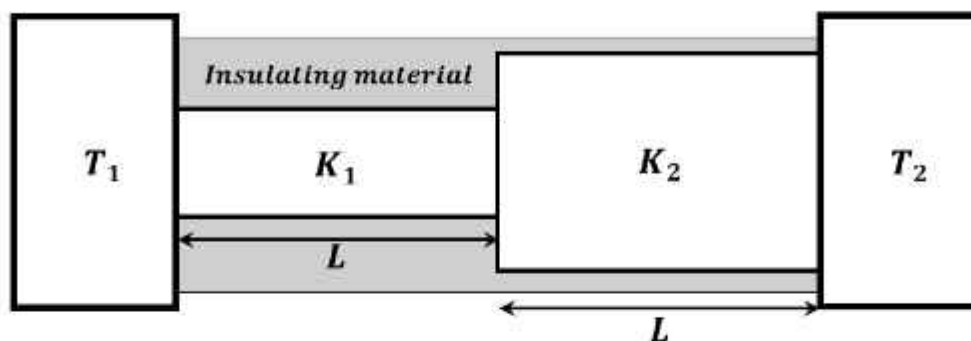 Insulating material
T₁
K₁
K₂
T₂
L
L